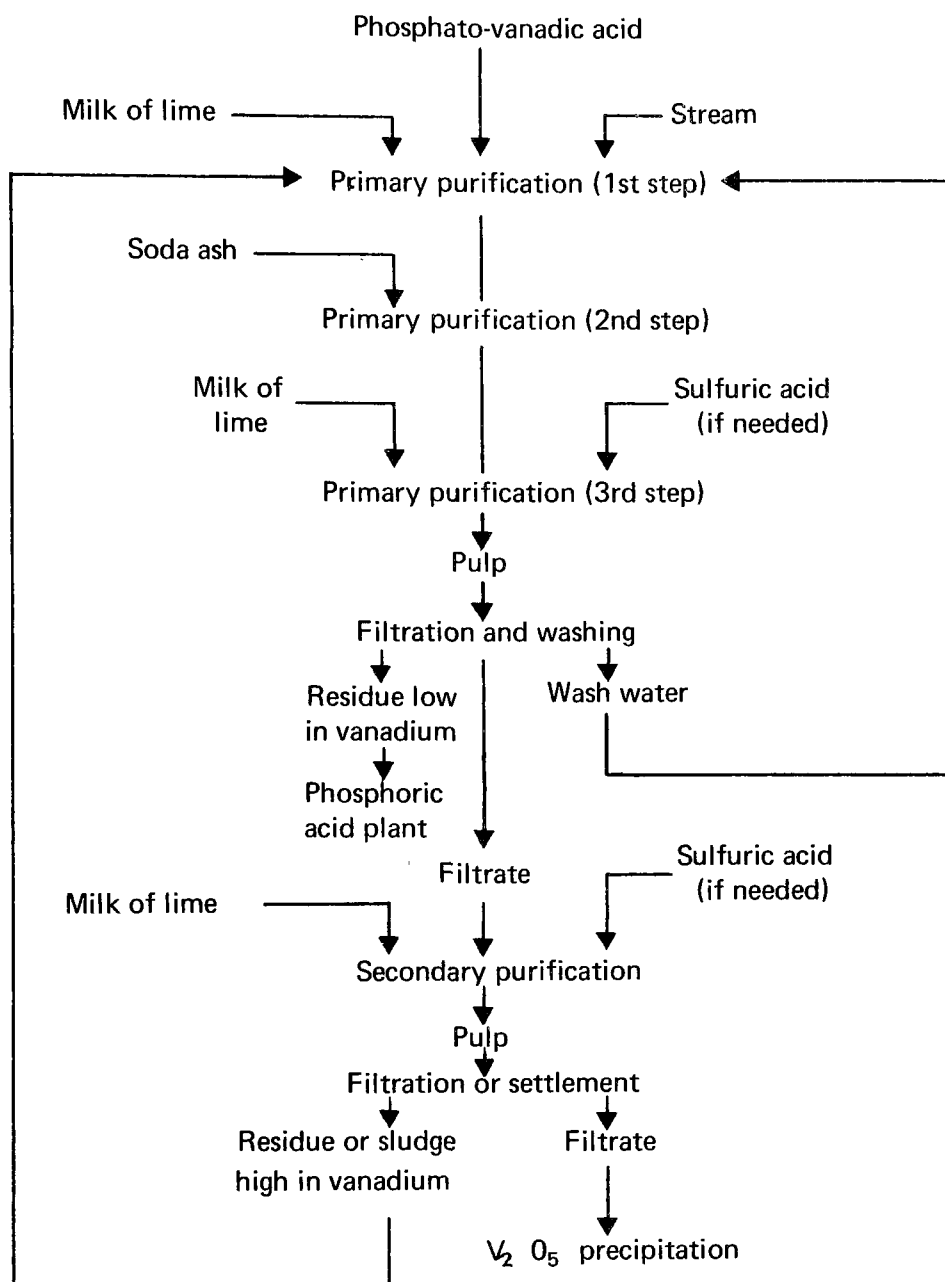 Phosphato-vanadic acid
Milk of lime
Stream
Primary purification (1st step)
Soda ash
Primary purification (2nd step)
Milk of
lime
Sulfuric acid
(if needed)
Primary purification (3rd step)
Pulp
Filtration and washing
Residue low
in vanadium
Wash water
Phosphoric
acid plant
Filtrate
Sulfuric acid
(if needed)
Milk of lime
Secondary purification
Pulp
Filtration or settlement
Residue or sludge
high in vanadium
Filtrate
V₂ O₅ precipitation